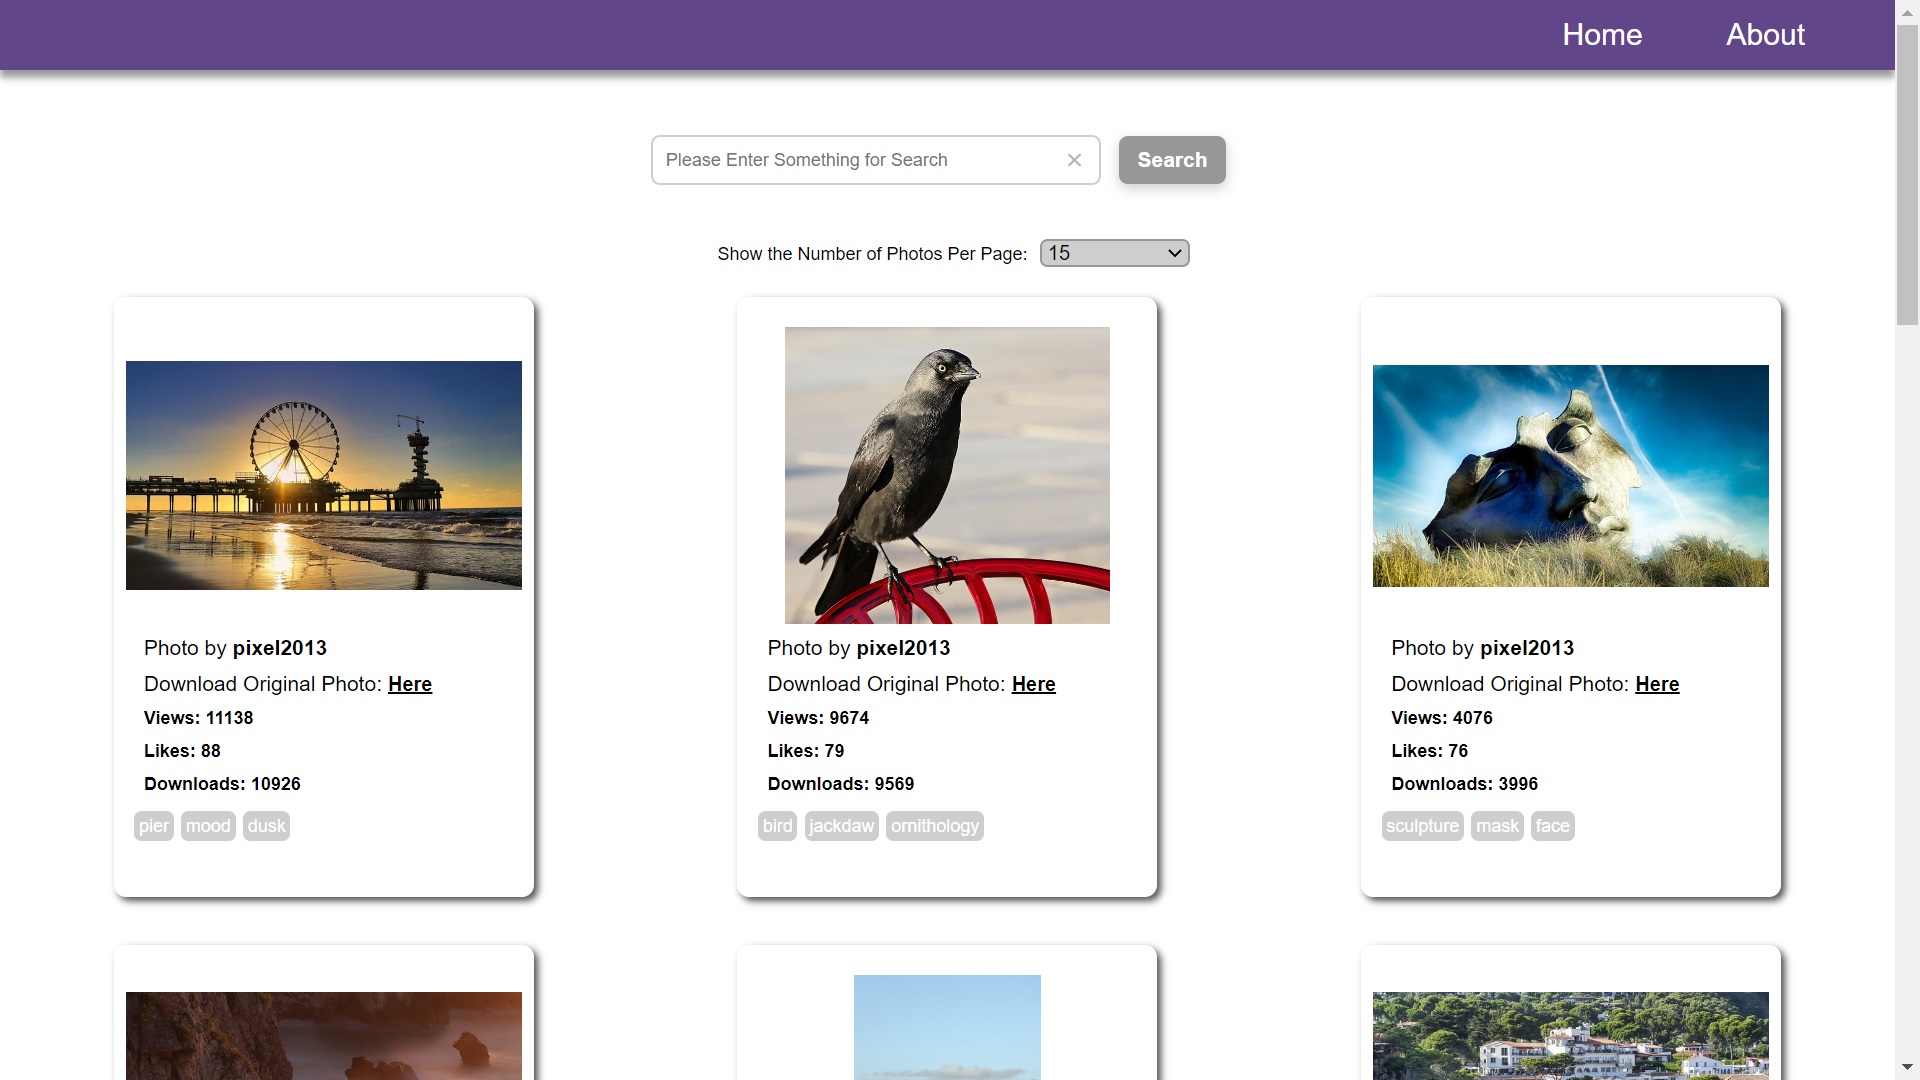 Home About
Please Enter Something for Search × Search
Show the Number of Photos Per Page: 15
Photo by pixel2013
Download Original Photo: Here
Views: 11138
Likes: 88
Downloads: 10926
pier mood dusk
Photo by pixel2013
Download Original Photo: Here
Views: 9674
Likes: 79
Downloads: 9569
bird jackdaw ornithology
Photo by pixel2013
Download Original Photo: Here
Views: 4076
Likes: 76
Downloads: 3996
sculpture mask face